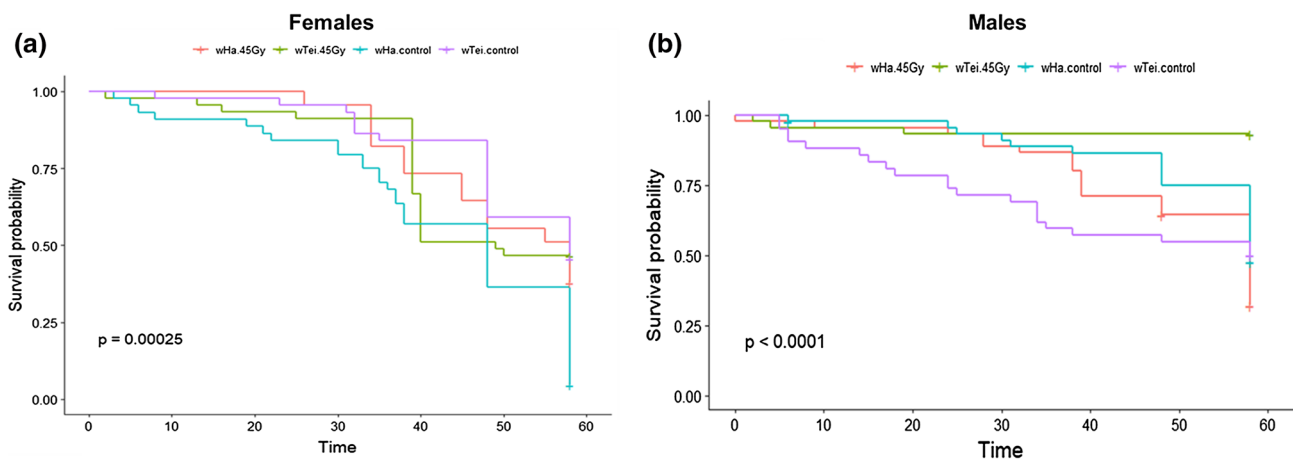 Females
(a)
wHa.45Gy wTei.45Gy wHa.control wTei.control
Survival probability
1.00
0.75
0.50
0.25
0.00
p = 0.00025
0 10 20 30 40 50 60
Time
Males
(b)
wHa.45Gy wTei.45Gy wHa.control wTei.control
Survival probability
1.00
0.75
0.50
0.25
0.00
p < 0.0001
0 10 20 30 40 50 60
Time